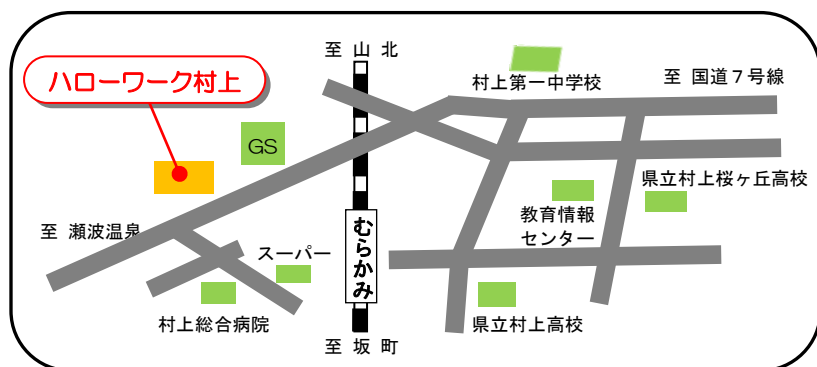 至 山 北
村上第一中学校
至 国道７号線
ハローワーク村上
GS
県立村上桜ヶ丘高校
教育情報
センター
至 瀬波温泉
スーパー
むらかみ
村上総合病院
県立村上高校
至 坂 町